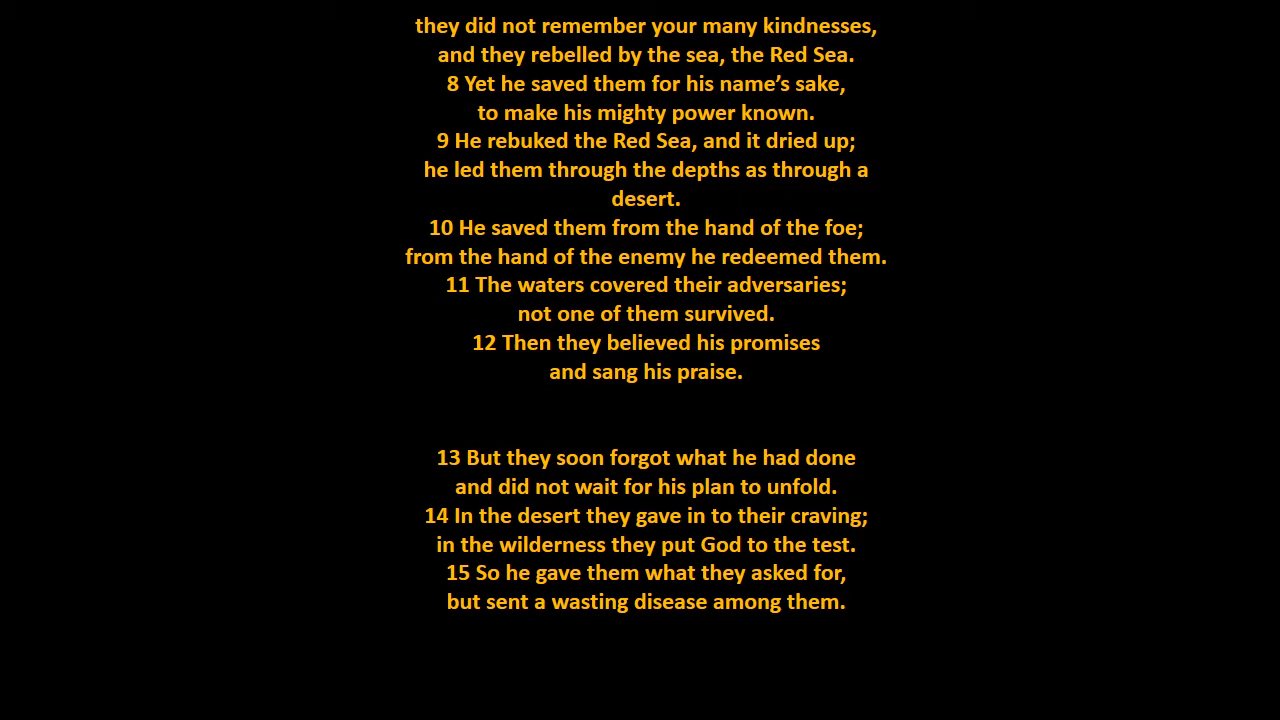 they did not remember your many kindnesses,
and they rebelled by the sea, the Red Sea.
8 Yet he saved them for his name’s sake,
to make his mighty power known.
9 He rebuked the Red Sea, and it dried up;
he led them through the depths as through a
desert.
10 He saved them from the hand of the foe;
from the hand of the enemy he redeemed them.
11 The waters covered their adversaries;
not one of them survived.
12 Then they believed his promises
and sang his praise.
13 But they soon forgot what he had done
and did not wait for his plan to unfold.
14 In the desert they gave in to their craving;
in the wilderness they put God to the test.
15 So he gave them what they asked for,
but sent a wasting disease among them.